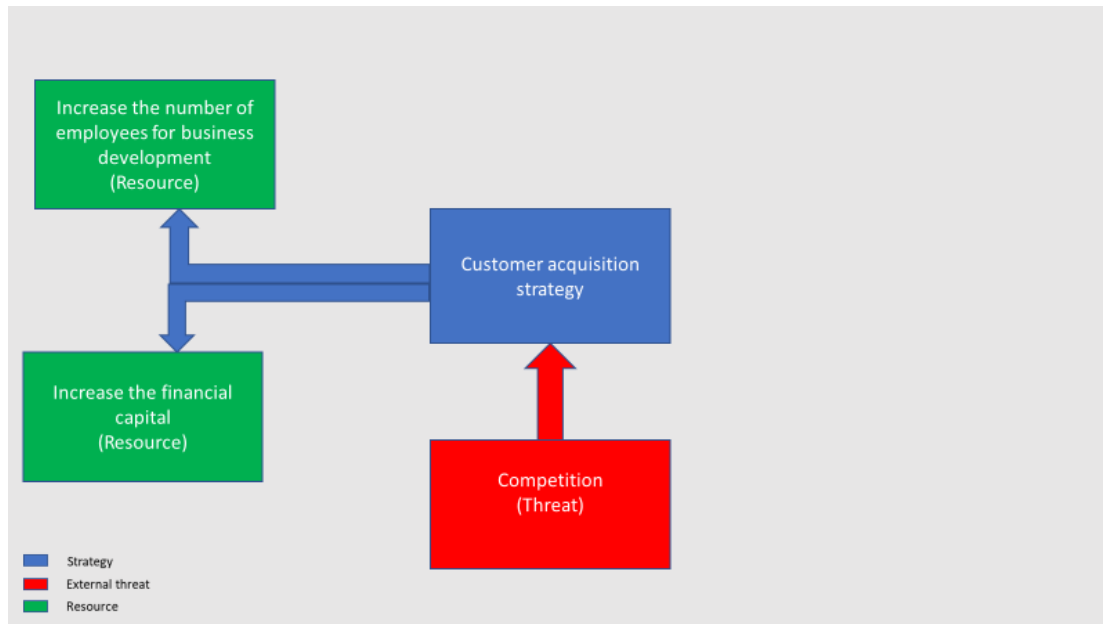 Increase the number of
employees for business
development
(Resource)
Customer acquisition
strategy
Increase the financial
capital
(Resource)
Competition
(Threat)
Strategy
External threat
Resource